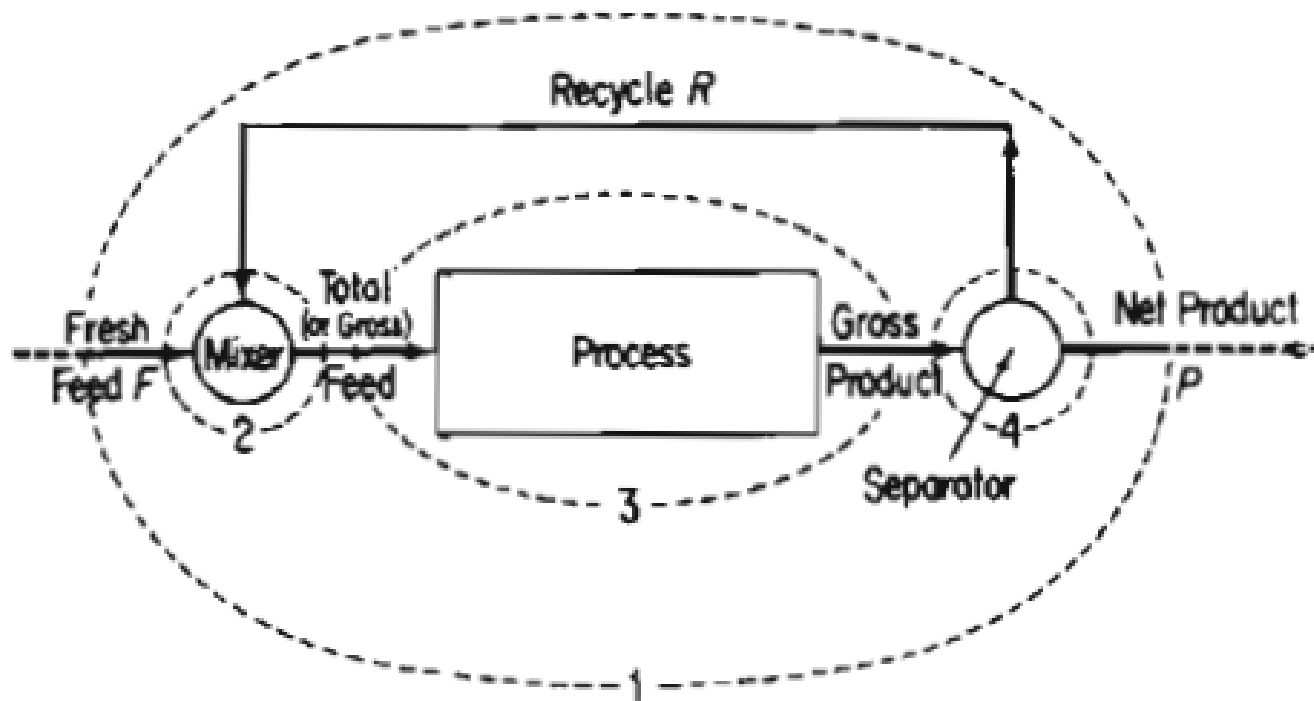 Recycle R
Fresh
Feed F
Mixer
2
Total
(or Gross)
Feed
Process
3
Gross
Product
4
Separator
Net Product
P
1